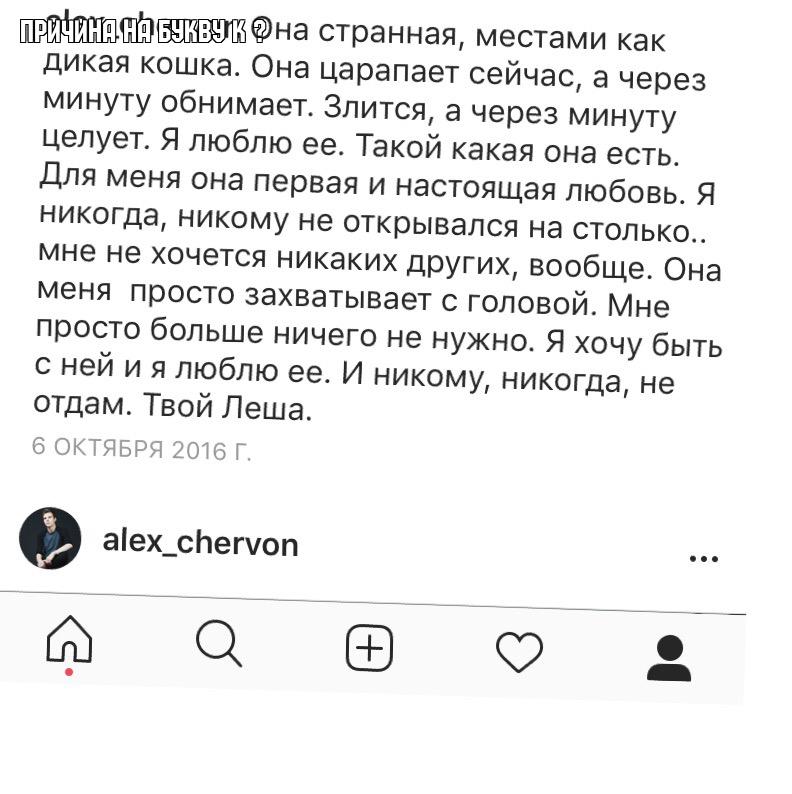 ПРИЧИНА НА БУКВУ К ?
Она странная, местами как
дикая кошка. Она царапает сейчас, а через
минуту обнимает. Злится, а через минуту
целует. Я люблю ее. Такой какая она есть.
Для меня она первая и настоящая любовь. Я
никогда, никому не открывался на столько..
мне не хочется никаких других, вообще. Она
меня  просто захватывает с головой. Мне
просто больше ничего не нужно. Я хочу быть
с ней и я люблю ее. И никому, никогда, не
отдам. Твой Леша.
6 ОКТЯБРЯ 2016 Г.
alex_chervon